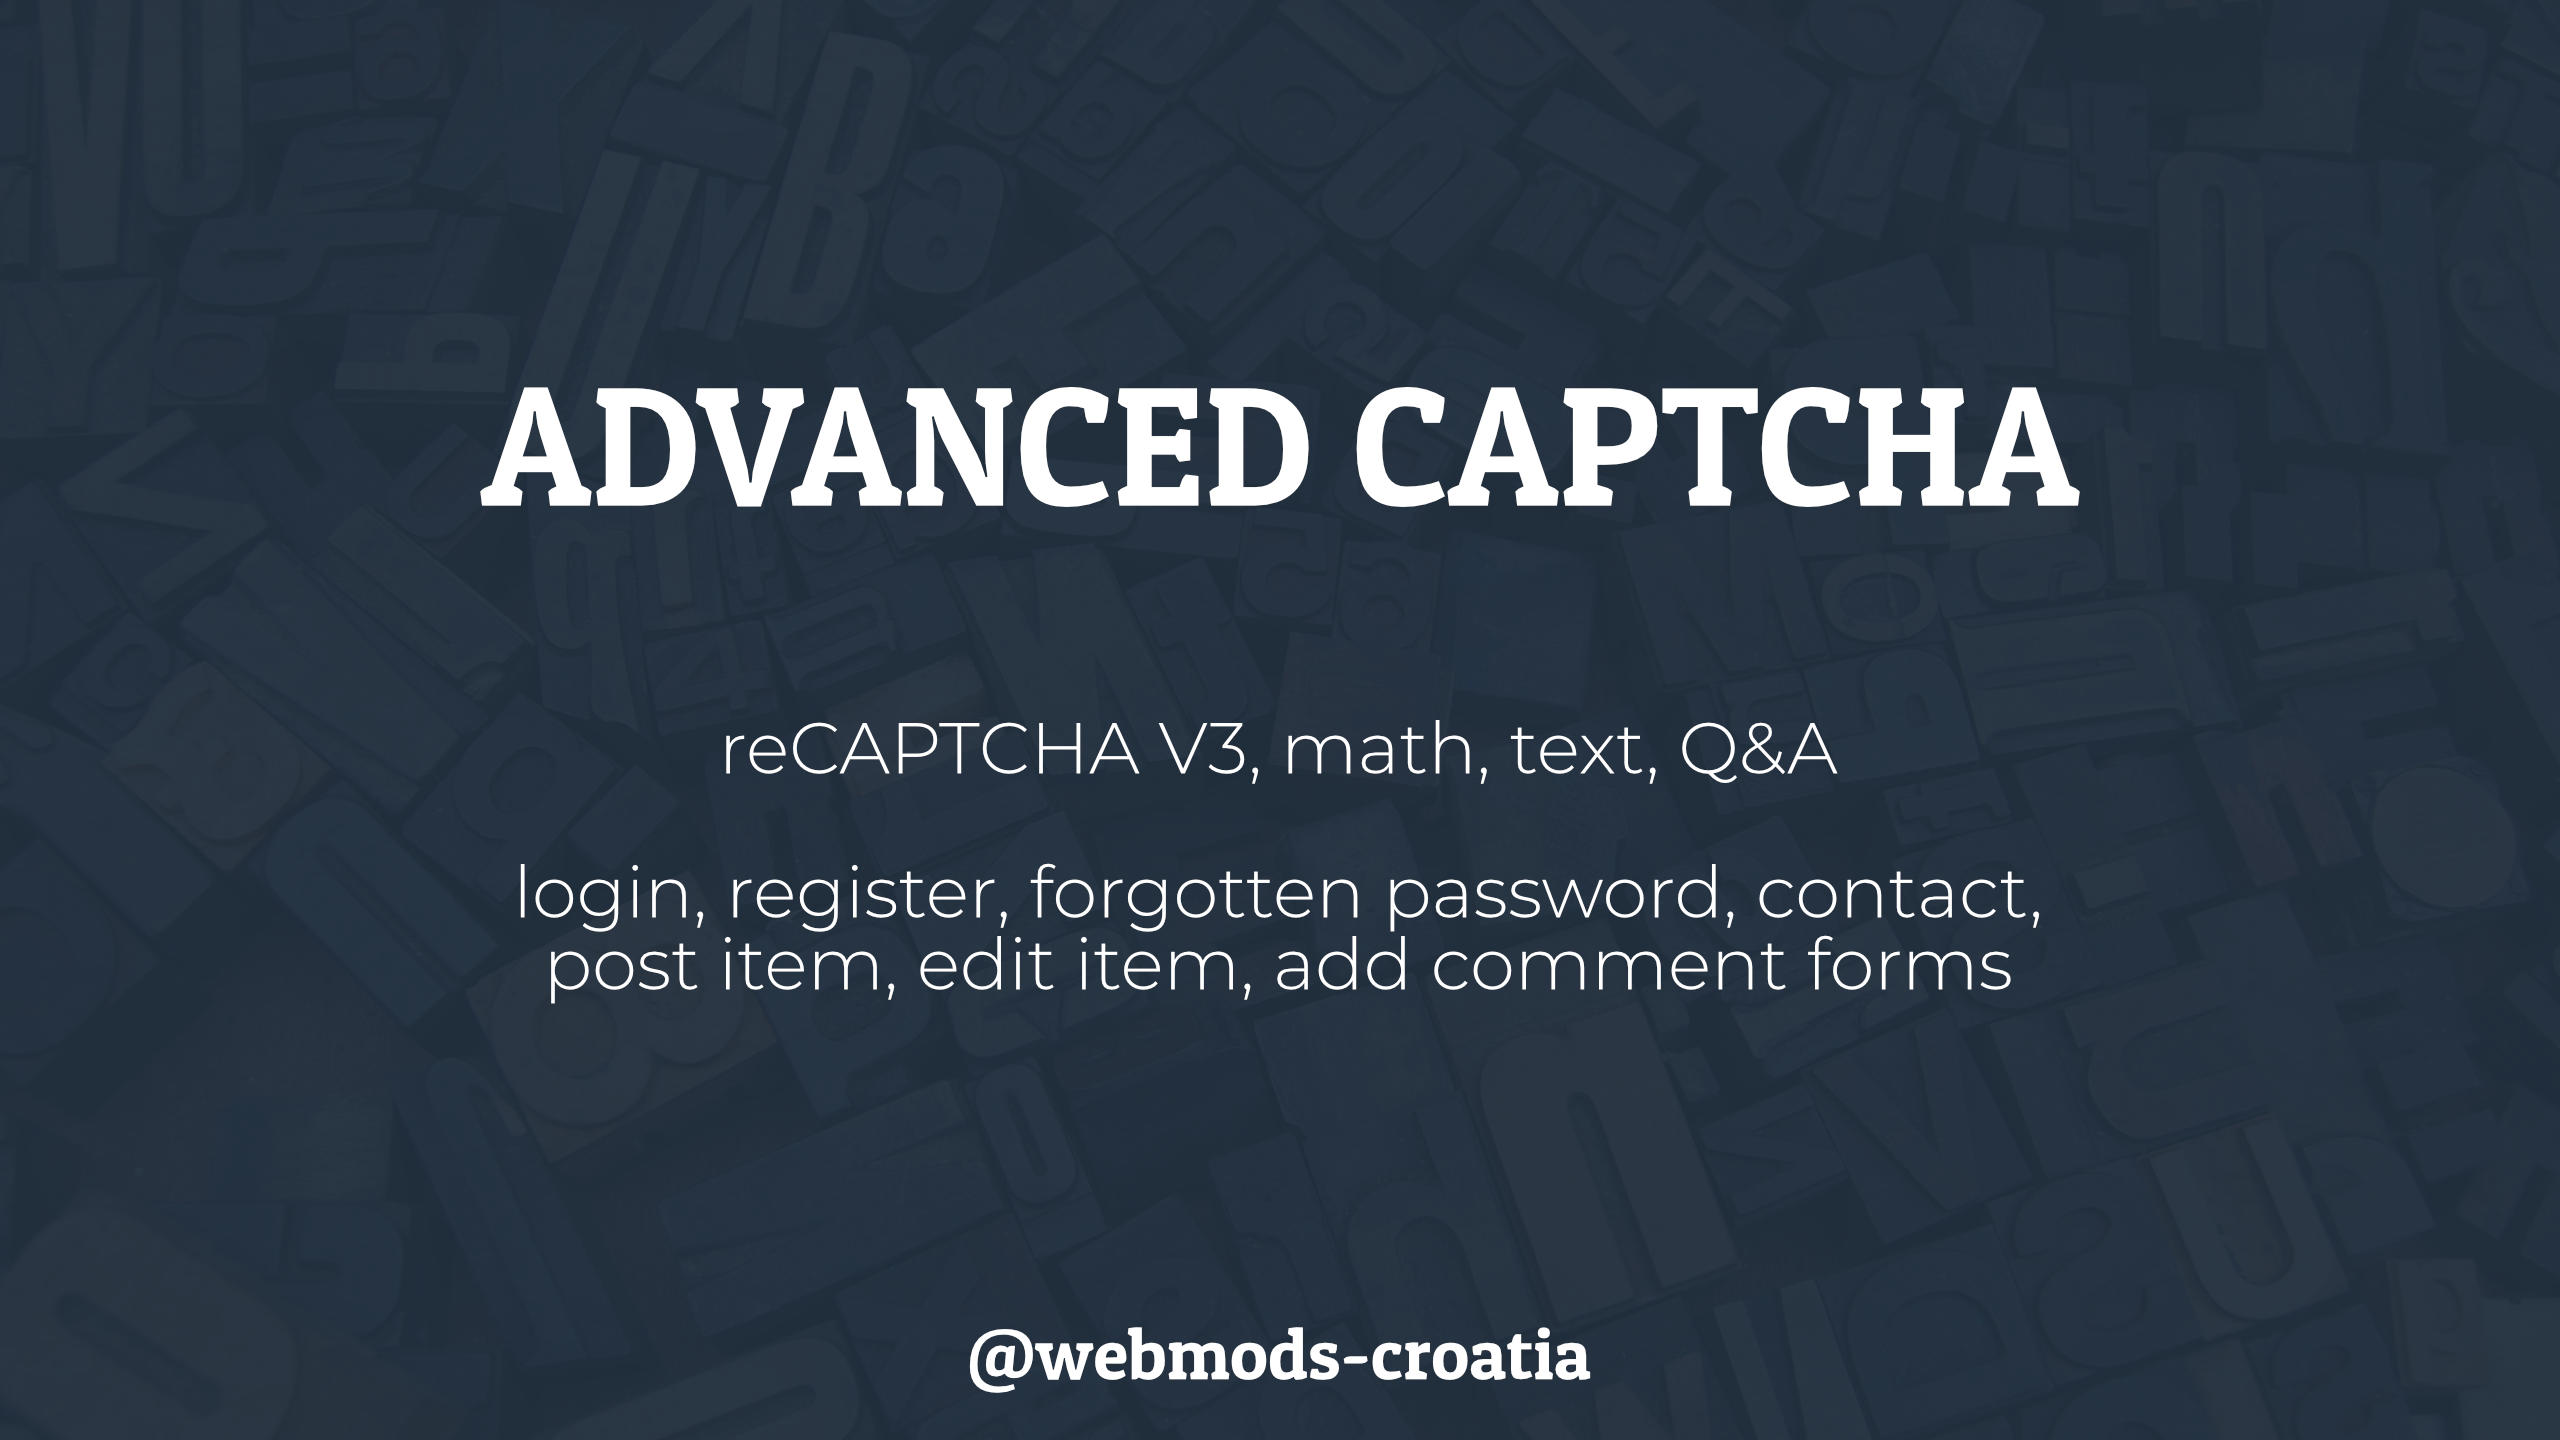 ADVANCED CAPTCHA
reCAPTCHA V3, math, text, Q&A
login, register, forgotten password, contact,
post item, edit item, add comment forms
@webmods-croatia